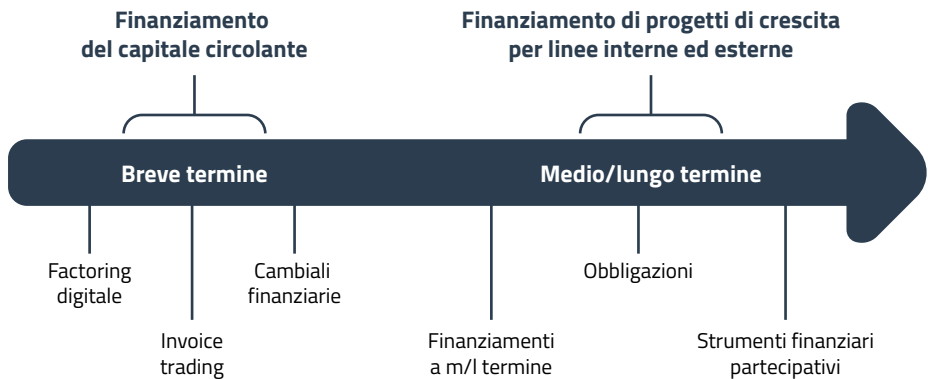 Finanziamento
del capitale circolante
Finanziamento di progetti di crescita
per linee interne ed esterne
Breve termine
Medio/lungo termine
Factoring
digitale
Cambiali
finanziarie
Obbligazioni
Invoice
trading
Finanziamenti
a m/l termine
Strumenti finanziari
partecipativi